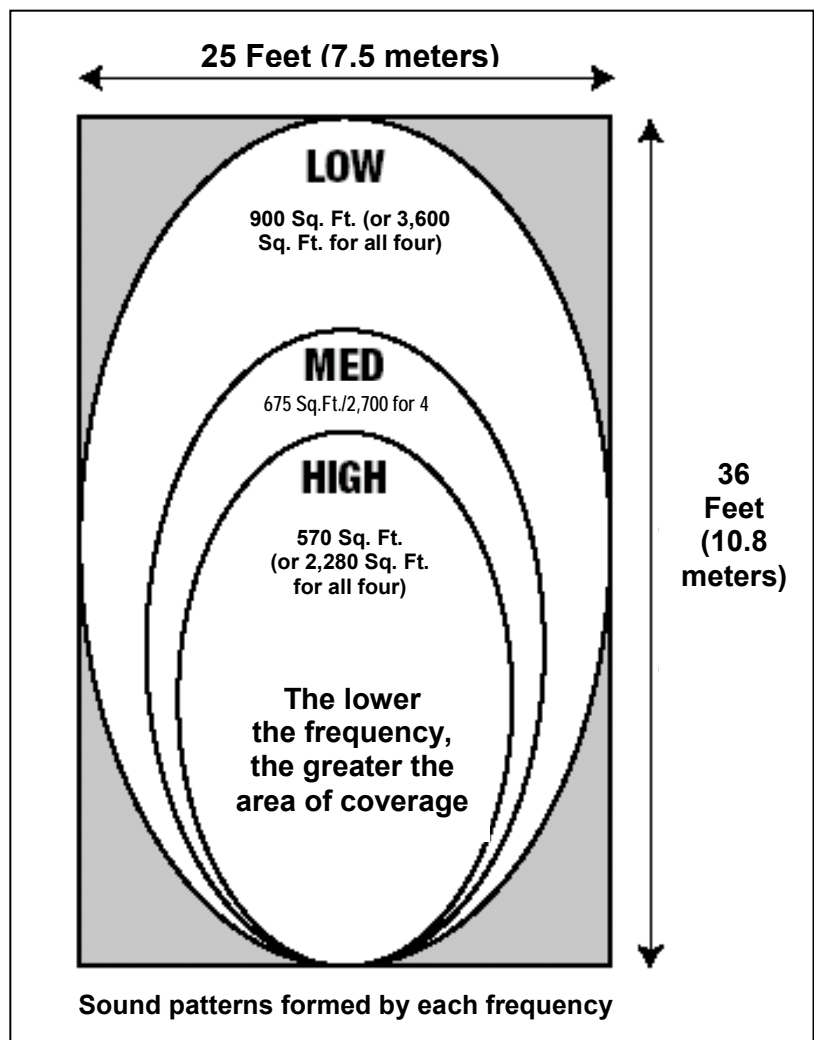 25 Feet (7.5 meters)
LOW
900 Sq. Ft. (or 3,600
Sq. Ft. for all four)
MED
675 Sq.Ft./2,700 for 4
HIGH
570 Sq. Ft.
(or 2,280 Sq. Ft.
for all four)
36
Feet
(10.8
meters)
The lower
the frequency,
the greater the
area of coverage
Sound patterns formed by each frequency